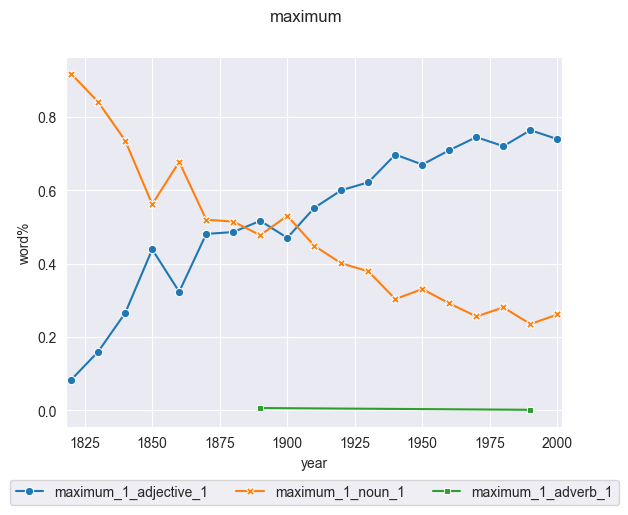 maximum
word%
0.8
0.6
0.4
0.2
0.0
1825 1850 1875 1900 1925 1950 1975 2000
year
maximum_1_adjective_1 maximum_1_noun_1 maximum_1_adverb_1